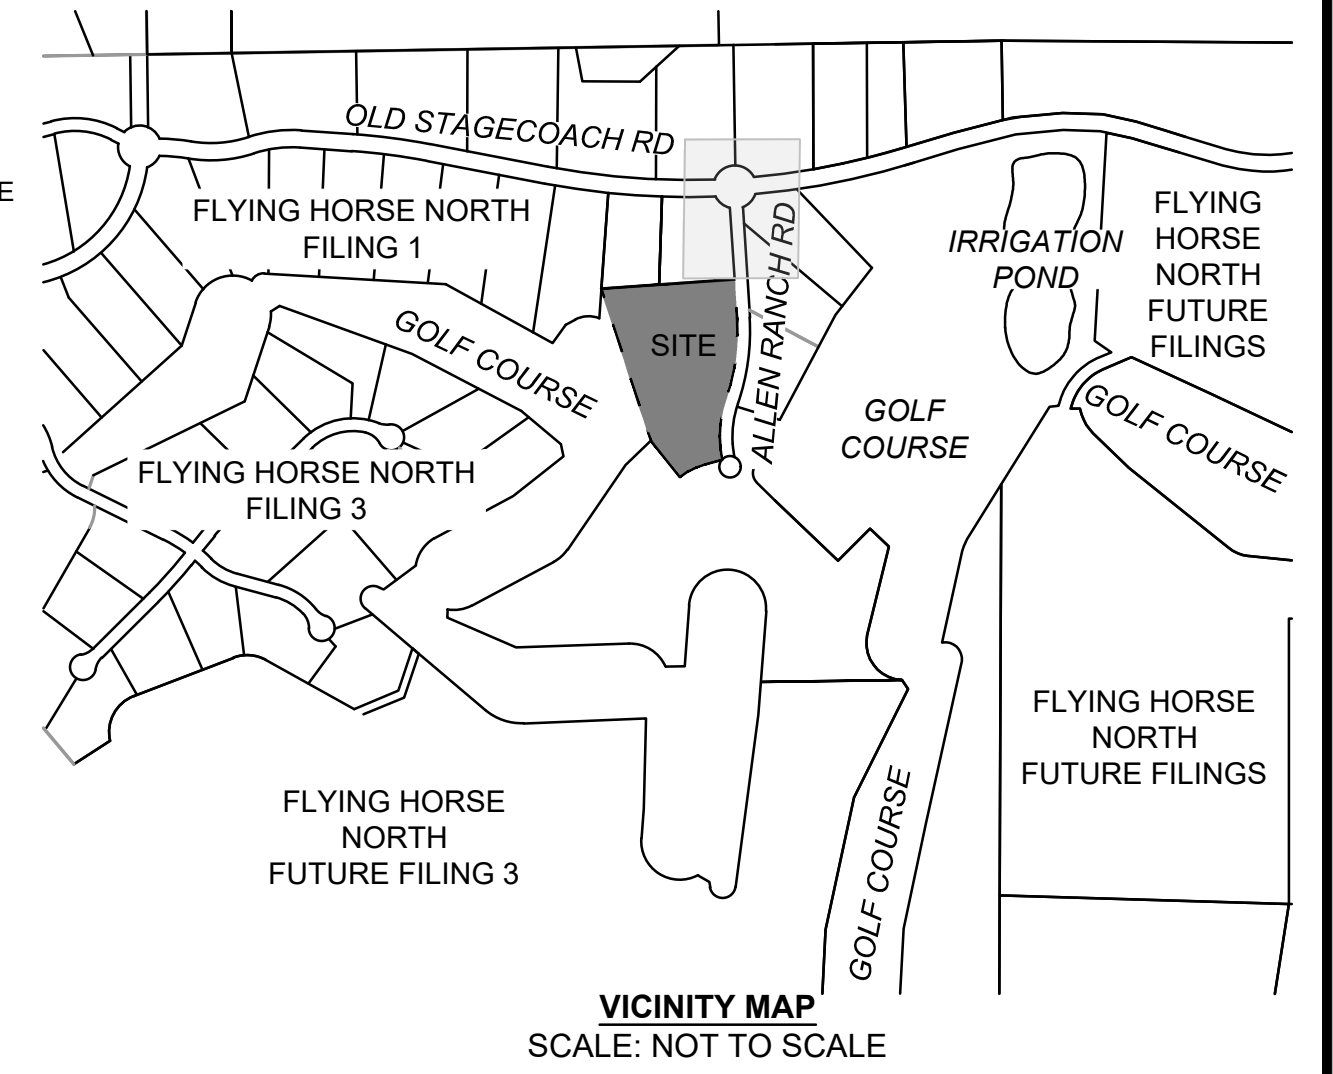 OLD STAGECOACH RD
E
FLYING HORSE NORTH
FILING 1
ALLEN RANCH RD
IRRIGATION
POND
FLYING
HORSE
NORTH
FUTURE
FILINGS
GOLF COURSE
SITE
GOLF
COURSE
GOLF COURSE
FLYING HORSE NORTH
FILING 3
FLYING HORSE
NORTH
FUTURE FILINGS
FLYING HORSE
NORTH
FUTURE FILING 3
GOLF COURSE
VICINITY MAP
SCALE: NOT TO SCALE